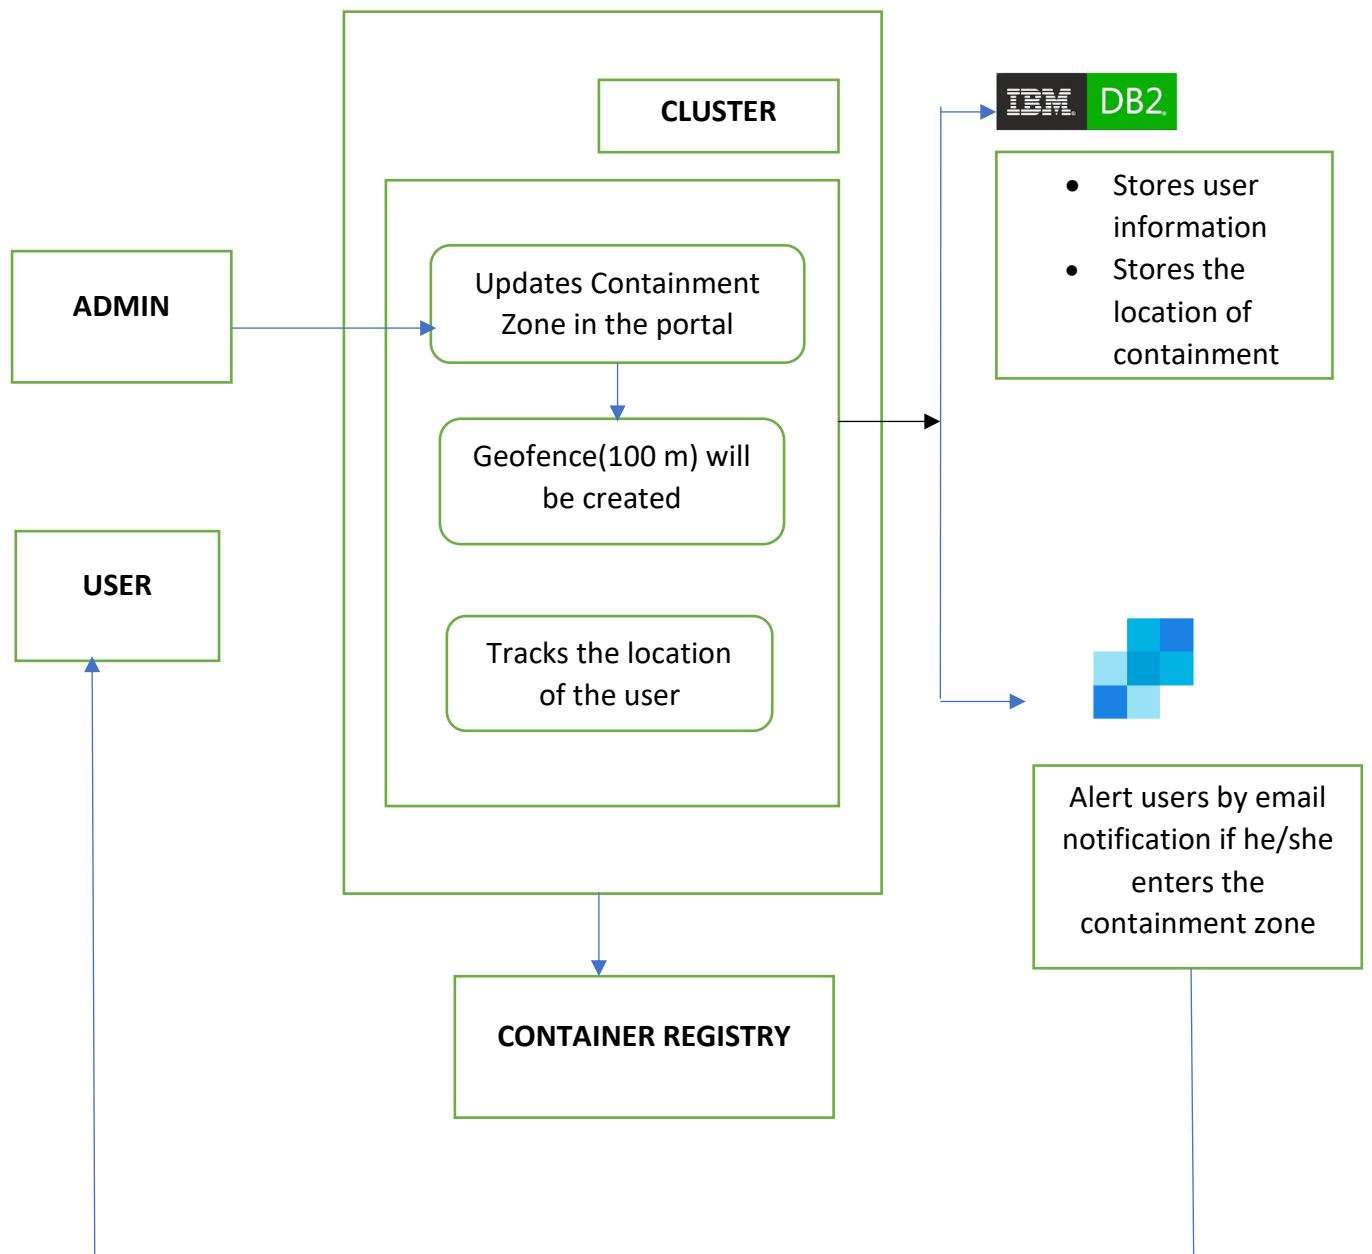 CLUSTER
IBM. DB2.
• Stores user
information
• Stores the
location of
containment
ADMIN
Updates Containment
Zone in the portal
Geofence(100 m) will
be created
USER
Tracks the location
of the user
Alert users by email
notification if he/she
enters the
containment zone
CONTAINER REGISTRY